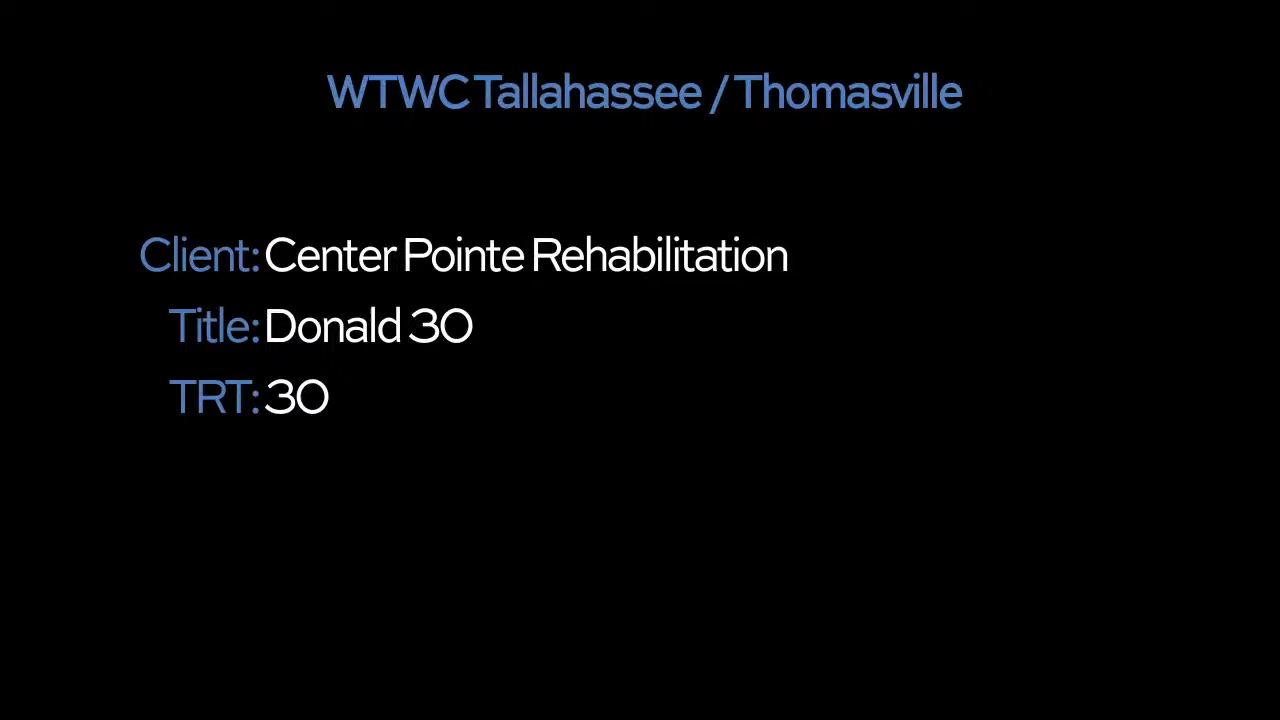 WTWC Tallahassee / Thomasville
Client: Center Pointe Rehabilitation
Title: Donald 30
TRT: 30